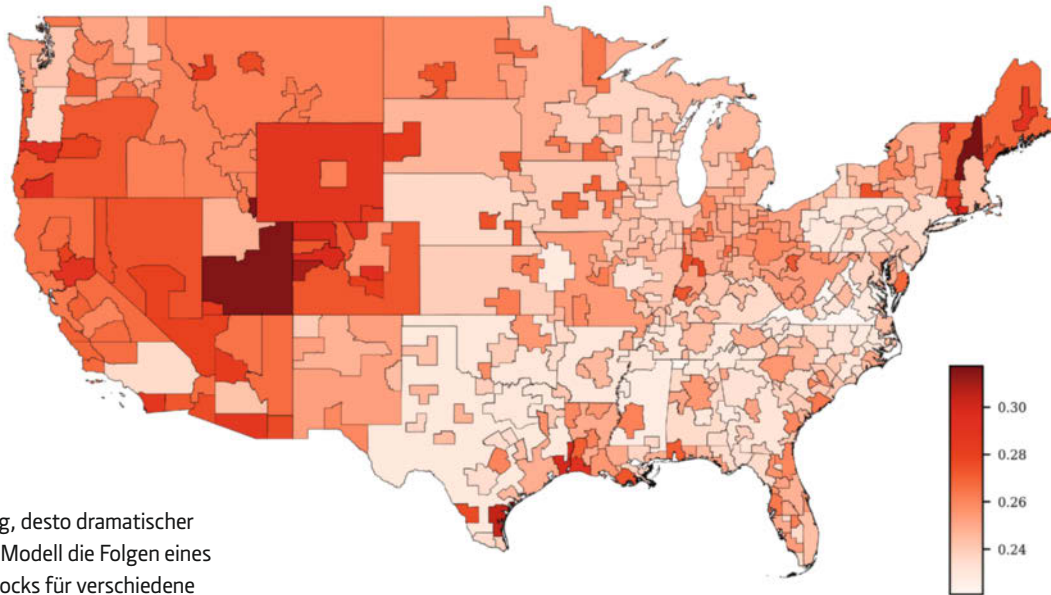 g, desto dramatischer
Modell die Folgen eines
ocks für verschiedene
0.30
0.28
0.26
0.24